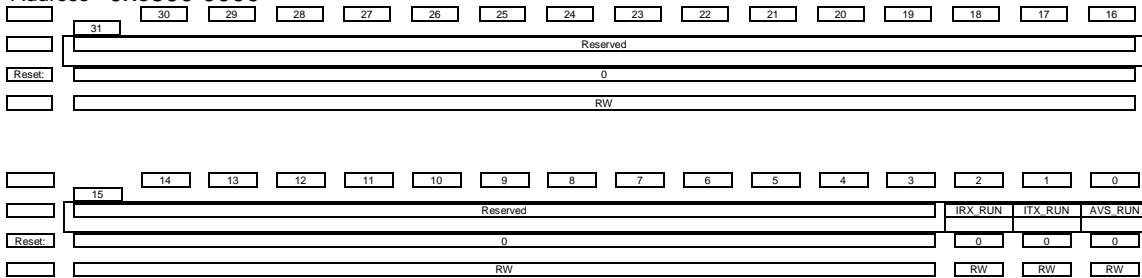 30 29 28 27 26 25 24 23 22 21 20 19 18 17 16
31
Reserved
Reset: 0
RW
14 13 12 11 10 9 8 7 6 5 4 3 2 1 0
15
Reserved IRX_RUN ITX_RUN AVS_RUN
Reset: 0 0 0 0
RW RW RW RW